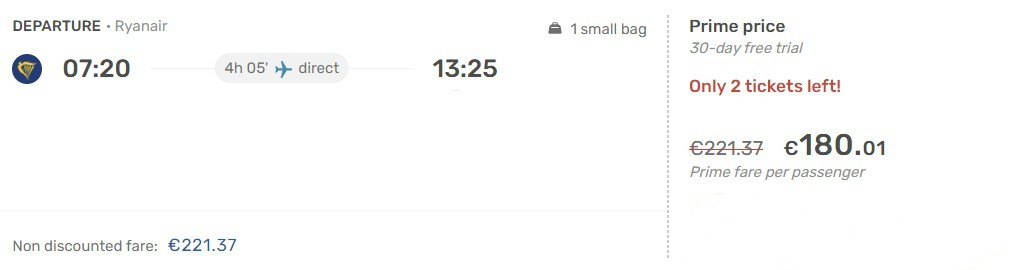 DEPARTURE • Ryanair
1 small bag
07:20
4h 05' direct
13:25
Non discounted fare: €221.37
Prime price
30-day free trial
Only 2 tickets left!
€221.37 €180.01
Prime fare per passenger